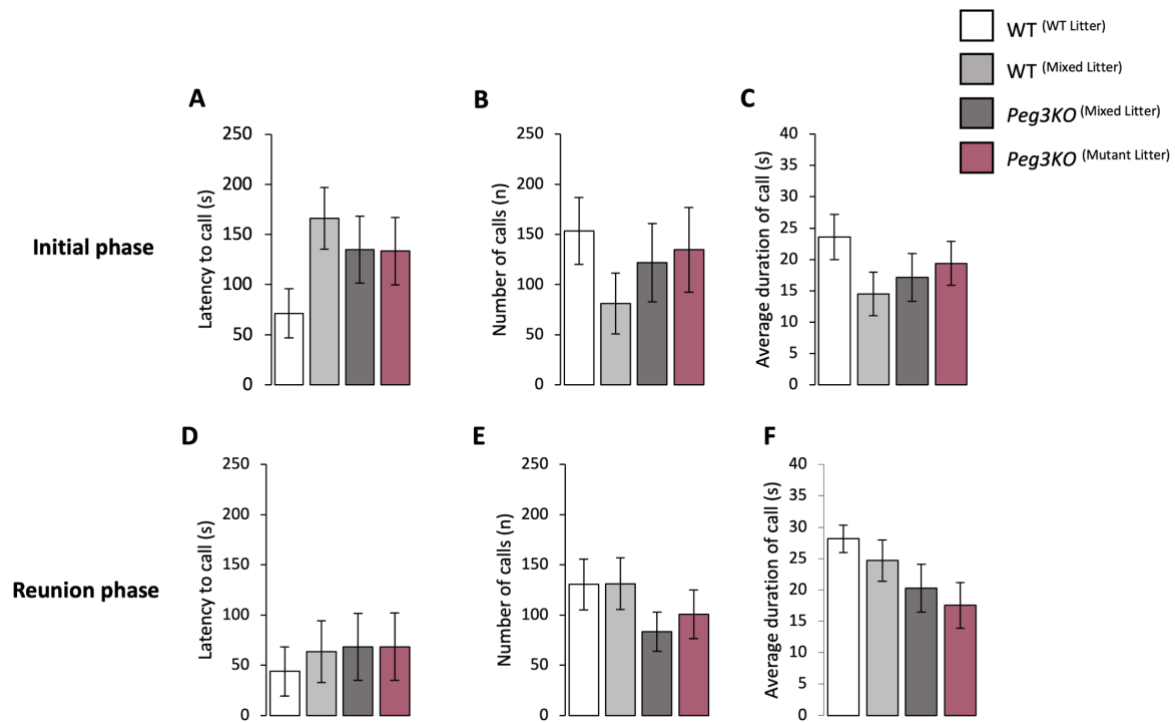 WT (WT Litter)
WT (Mixed Litter)
Peg3KO (Mixed Litter)
Peg3KO (Mutant Litter)
A
B
C
Initial phase
Latency to call (s)
250
200
150
100
50
0
Number of calls (n)
250
200
150
100
50
0
Average duration of call (s)
40
35
30
25
20
15
10
5
0
D
E
F
Reunion phase
Latency to call (s)
250
200
150
100
50
0
Number of calls (n)
250
200
150
100
50
0
Average duration of call (s)
40
35
30
25
20
15
10
5
0